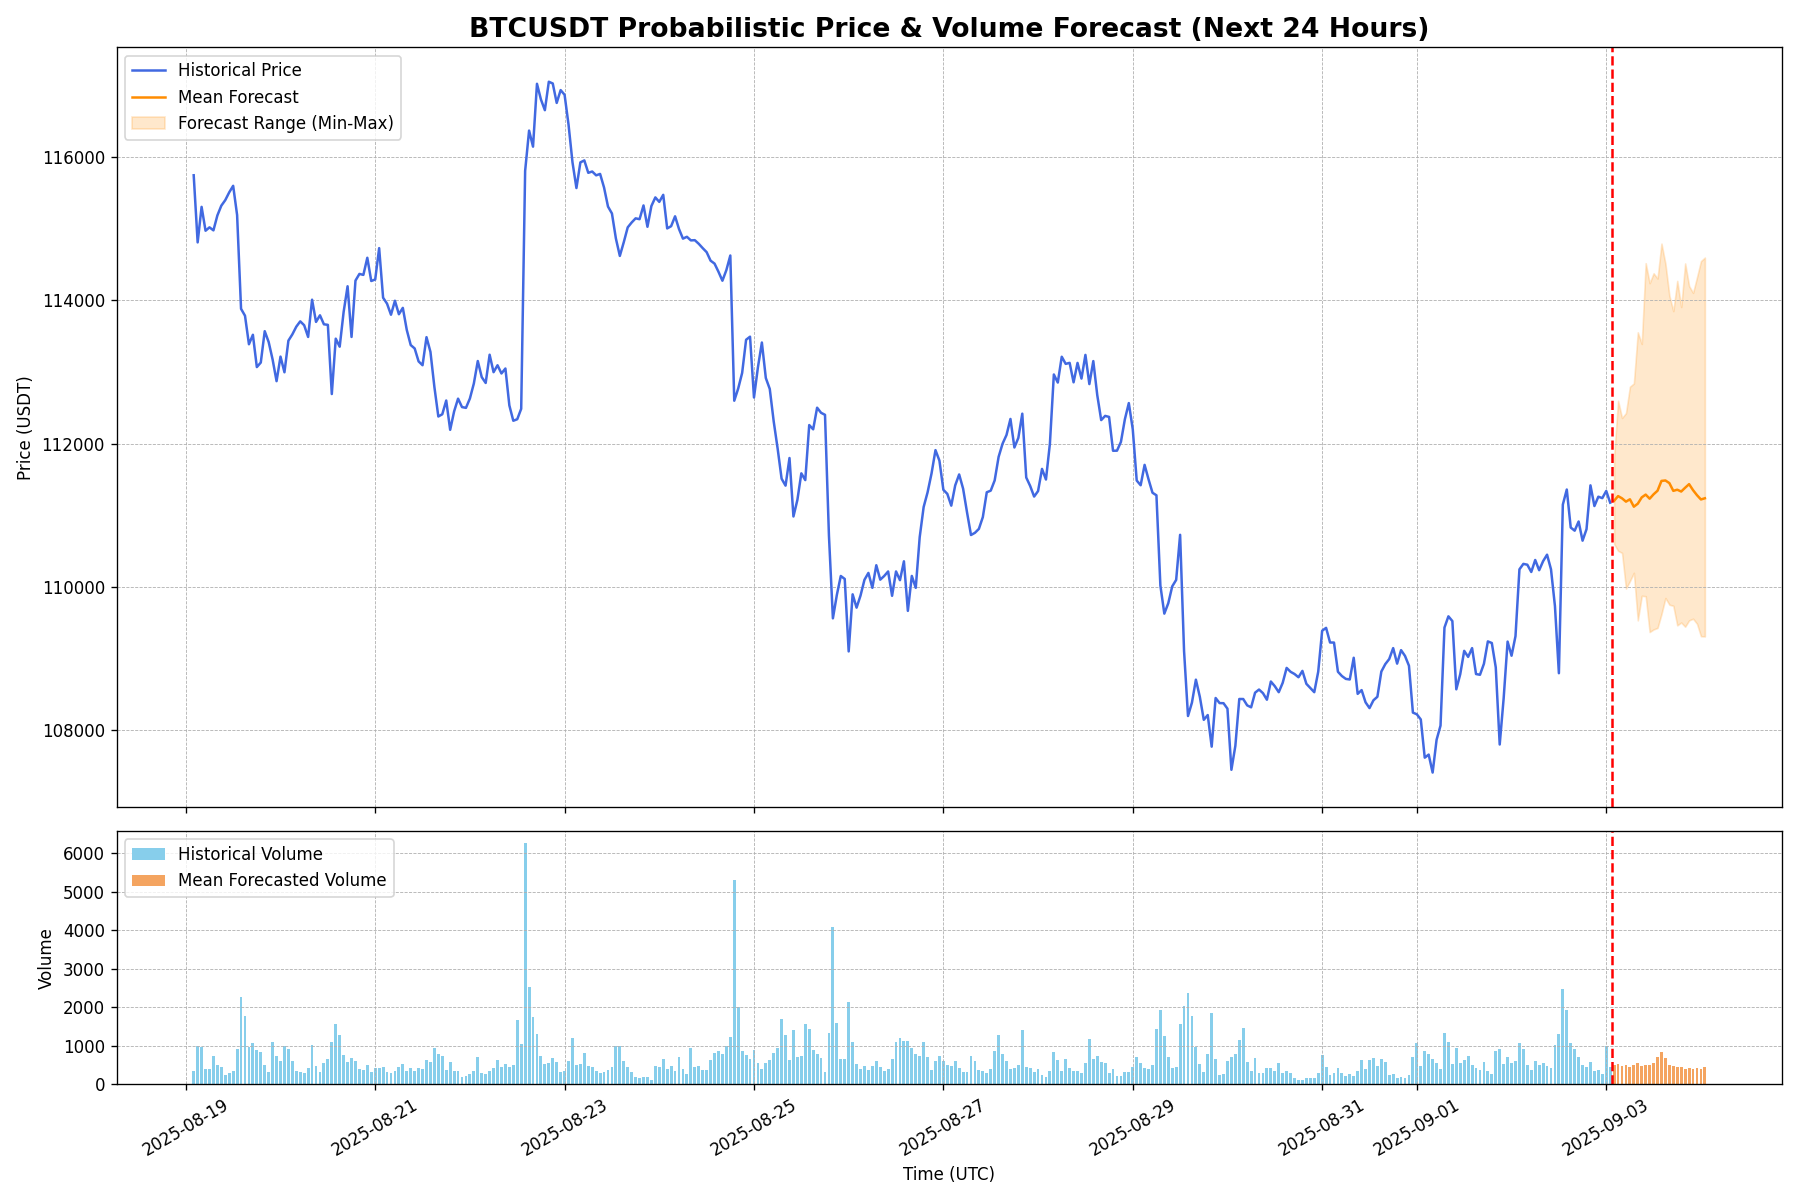 BTCUSDT Probabilistic Price & Volume Forecast (Next 24 Hours)
Historical Price
Mean Forecast
Forecast Range (Min-Max)
116000
114000
112000
110000
108000
Price (USDT)
Historical Volume
Mean Forecasted Volume
6000
5000
4000
3000
2000
1000
0
Volume
2025-08-19
2025-08-21
2025-08-23
2025-08-25
2025-08-27
2025-08-29
2025-08-31
2025-09-01
2025-09-03
Time (UTC)